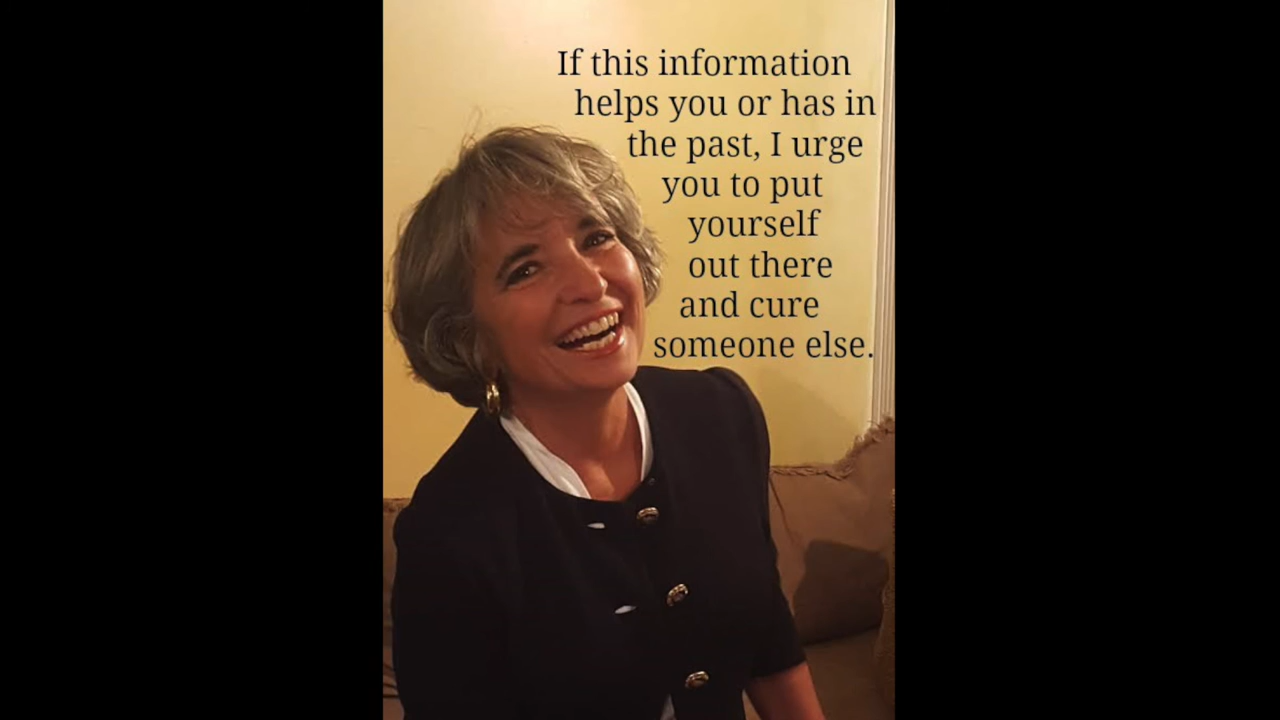 If this information
helps you or has in
the past, I urge
you to put
yourself
out there
and cure
someone else.